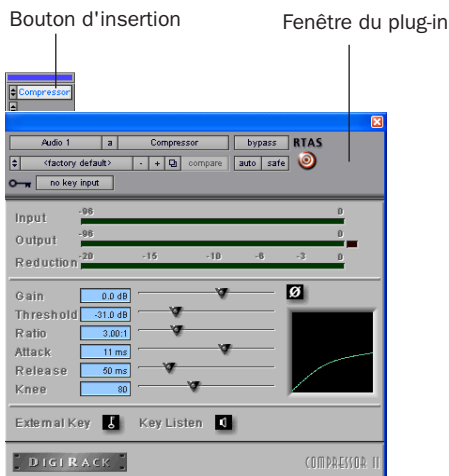 Bouton d'insertion
Fenêtre du plug-in
Compressor
Audio 1 a Compressor bypass RTAS
<factory default> - + compare auto safe
no key input
Input -96 0
Output -96 0
Reduction -20 -15 -10 -6 -3 0
Gain 0.0 dB Ø
Threshold -31.0 dB
Ratio 3.00:1
Attack 11 ms
Release 50 ms
Knee 80
External Key Key Listen
DIGIRACK COMPRESSOR II